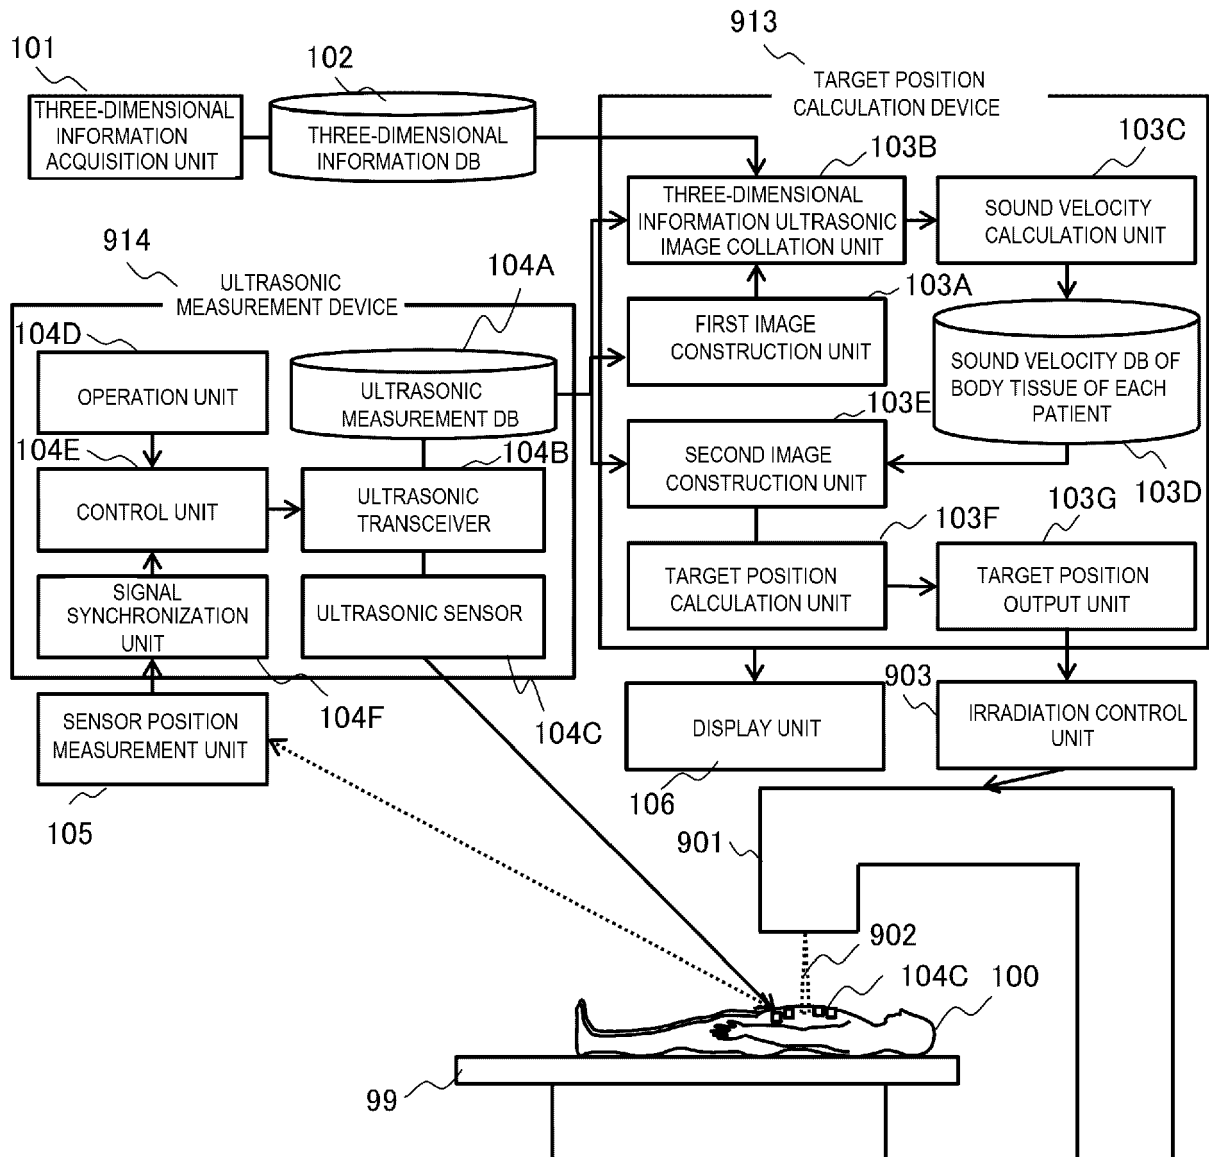 101
THREE-DIMENSIONAL
INFORMATION
ACQUISITION UNIT
102
THREE-DIMENSIONAL
INFORMATION DB
913
TARGET POSITION
CALCULATION DEVICE
103B
THREE-DIMENSIONAL
INFORMATION ULTRASONIC
IMAGE COLLATION UNIT
103C
SOUND VELOCITY
CALCULATION UNIT
914
ULTRASONIC
MEASUREMENT DEVICE
104A
ULTRASONIC
MEASUREMENT DB
103A
FIRST IMAGE
CONSTRUCTION UNIT
SOUND VELOCITY DB OF
BODY TISSUE OF EACH
PATIENT
103D
104D
OPERATION UNIT
103E
SECOND IMAGE
CONSTRUCTION UNIT
104E
CONTROL UNIT
104B
ULTRASONIC
TRANSCEIVER
103F
TARGET POSITION
CALCULATION UNIT
103G
TARGET POSITION
OUTPUT UNIT
SIGNAL
SYNCHRONIZATION
UNIT
104F
ULTRASONIC SENSOR
104C
SENSOR POSITION
MEASUREMENT UNIT
105
DISPLAY UNIT
106
903
IRRADIATION CONTROL
UNIT
901
902
104C
100
99